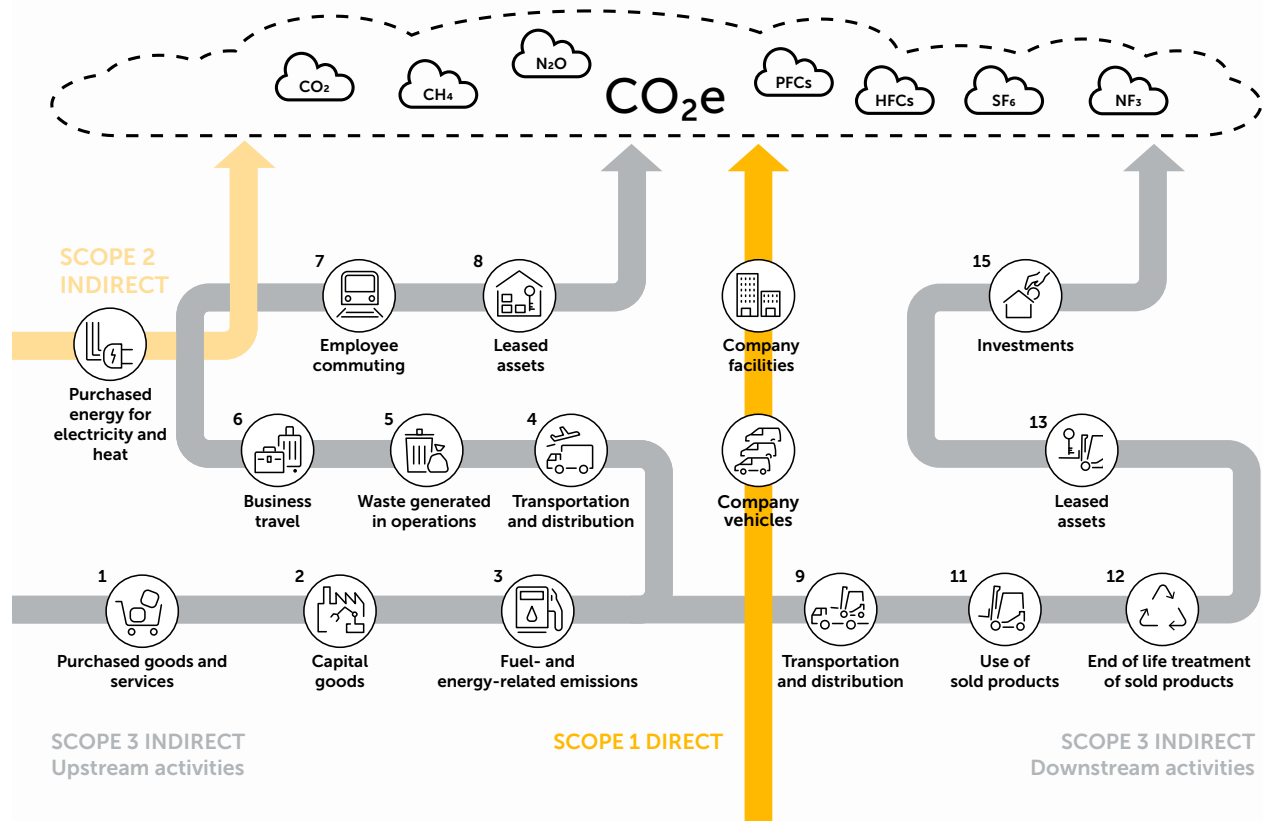 CO₂
CH₄
N₂O
CO₂e
PFCs
HFCs
SF₆
NF₃
SCOPE 2
INDIRECT
Purchased
energy for
electricity and
heat
7
Employee
commuting
8
Leased
assets
Company
facilities
15
Investments
6
Business
travel
5
Waste generated
in operations
4
Transportation
and distribution
Company
vehicles
13
Leased
assets
1
Purchased goods and
services
2
Capital
goods
3
Fuel- and
energy-related emissions
9
Transportation
and distribution
11
Use of
sold products
12
End of life treatment
of sold products
SCOPE 3 INDIRECT
Upstream activities
SCOPE 1 DIRECT
SCOPE 3 INDIRECT
Downstream activities